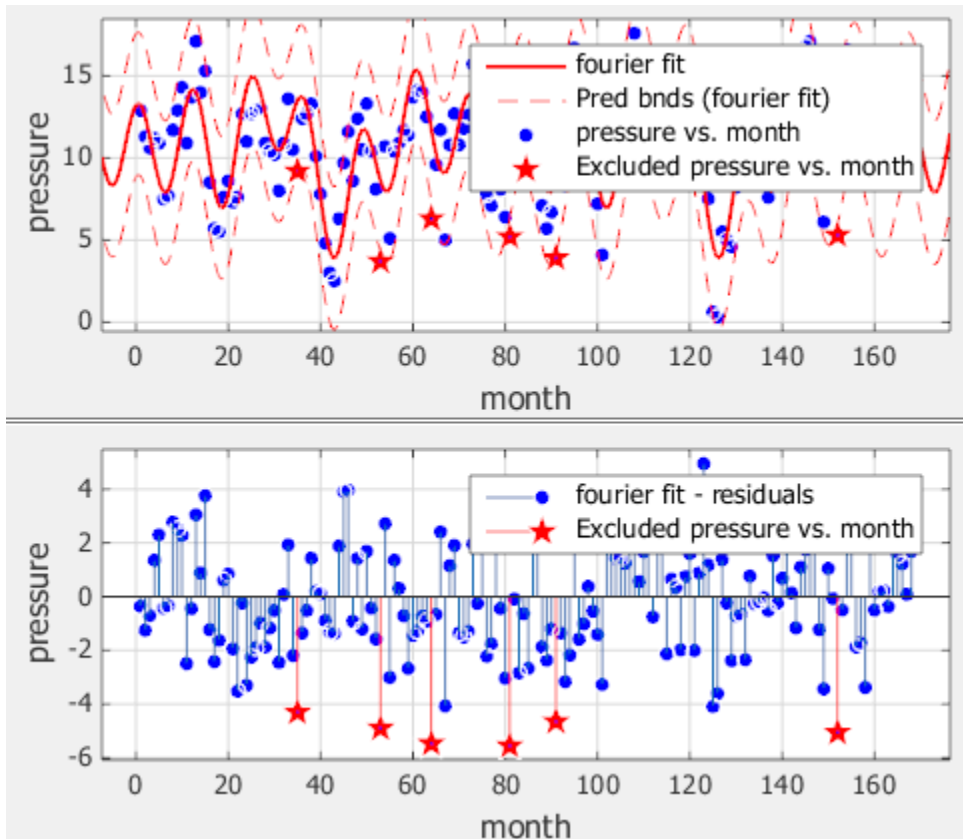 15
10
5
0
pressure
fourier fit
Pred bnds (fourier fit)
pressure vs. month
Excluded pressure vs. month
0 20 40 60 80 100 120 140 160
month
4
2
0
-2
-4
-6
pressure
fourier fit - residuals
Excluded pressure vs. month
0 20 40 60 80 100 120 140 160
month